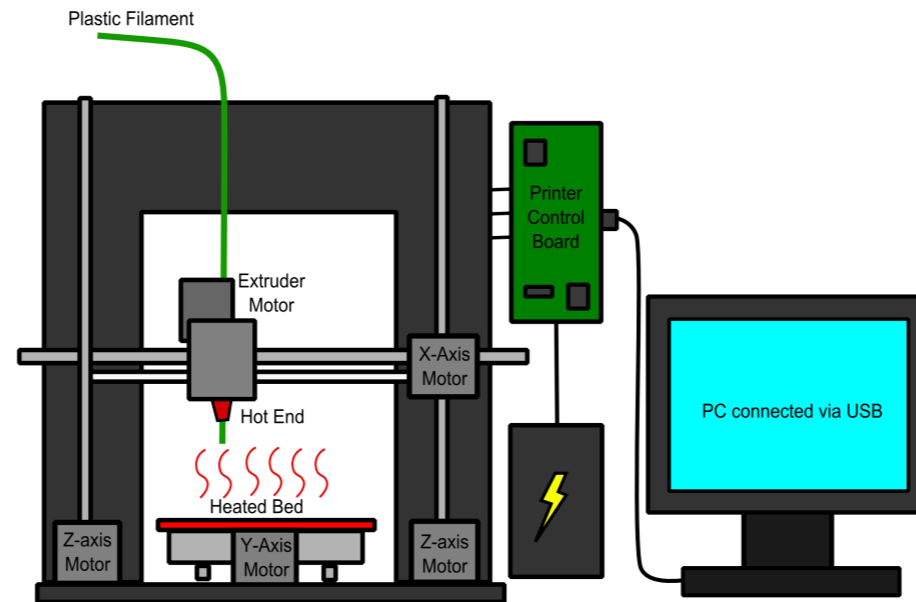 Plastic Filament
Printer
Control
Board
Extruder
Motor
X-Axis
Motor
PC connected via USB
Hot End
Heated Bed
Z-axis
Motor
Y-Axis
Motor
Z-axis
Motor